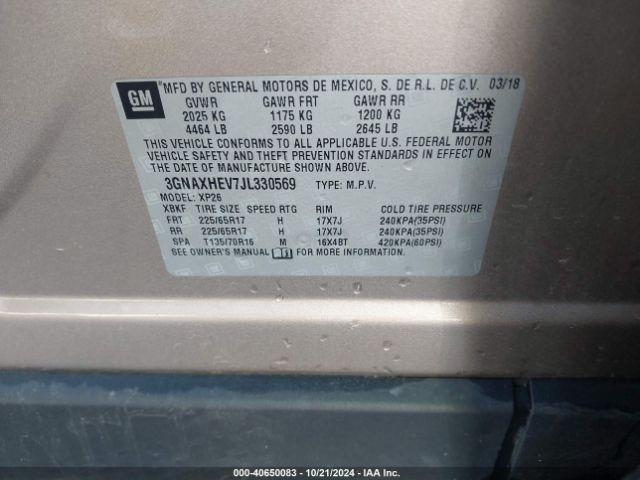 GM
MFD BY GENERAL MOTORS DE MEXICO, S. DE R.L. DE C.V. 03/18
GVWR GAWR FRT GAWR RR
2025 KG 1175 KG 1200 KG
4464 LB 2590 LB 2645 LB
THIS VEHICLE CONFORMS TO ALL APPLICABLE U.S. FEDERAL MOTOR
VEHICLE SAFETY AND THEFT PREVENTION STANDARDS IN EFFECT ON
THE DATE OF MANUFACTURE SHOWN ABOVE.
3GNAXHEV7JL330569 TYPE: M.P.V.
MODEL: XP26
XBKF TIRE SIZE SPEED RTG RIM COLD TIRE PRESSURE
FRT 225/65R17 H 17X7J 240KPA(35PSI)
RR 225/65R17 H 17X7J 240KPA(35PSI)
SPA T135/70R16 M 16X4BT 420KPA(60PSI)
SEE OWNER'S MANUAL FOR MORE INFORMATION.
000-40650083 - 10/21/2024 - IAA Inc.